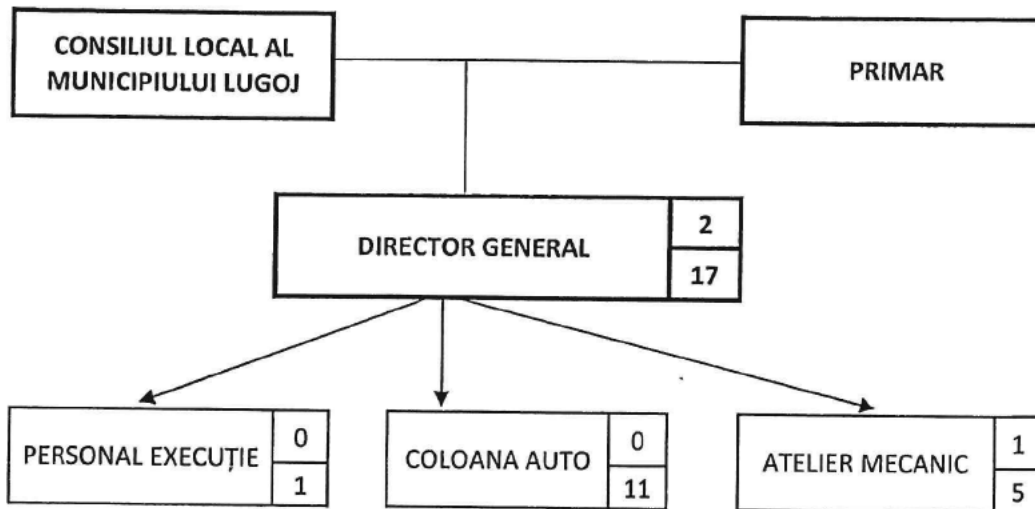 CONSILIUL LOCAL AL
MUNICIPIULUI LUGOJ
PRIMAR
DIRECTOR GENERAL
2
17
PERSONAL EXECUȚIE
0
1
COLOANA AUTO
0
11
ATELIER MECANIC
1
5